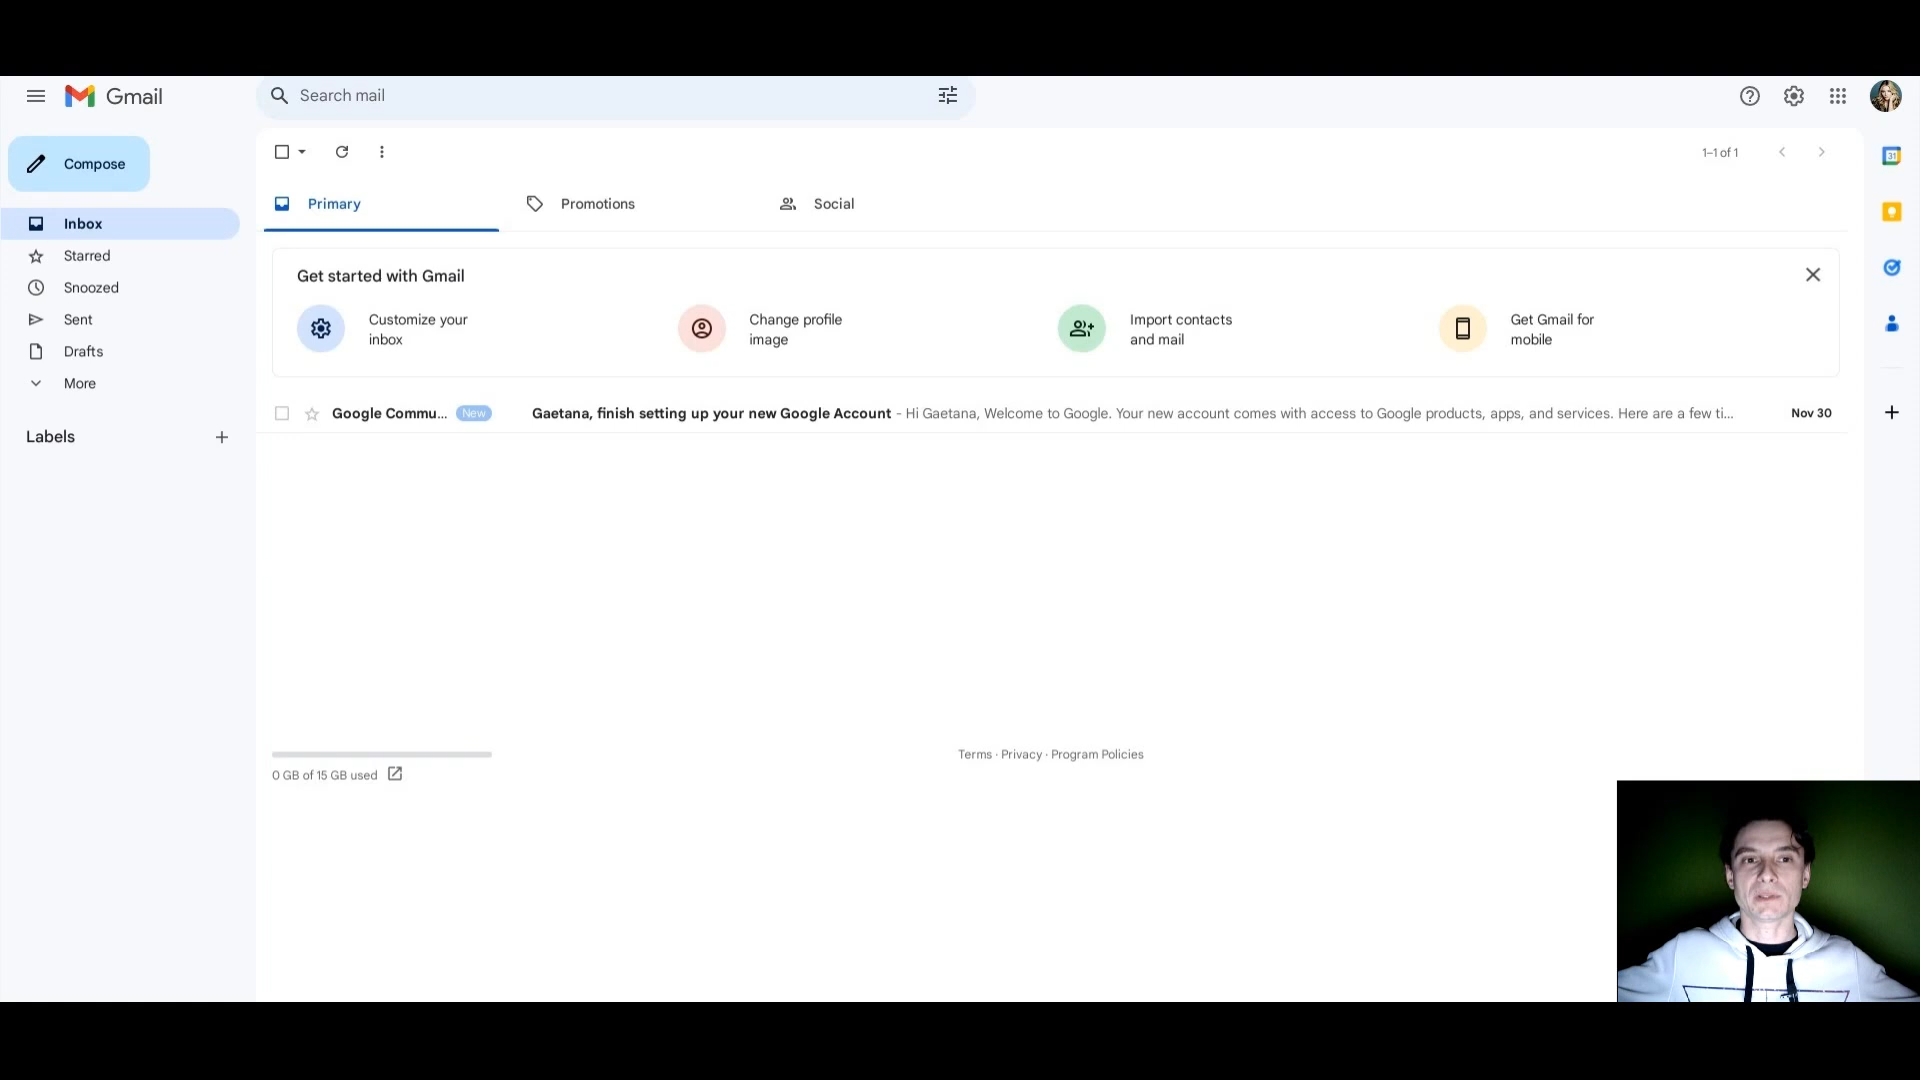 Gmail
Search mail
Compose
1–1 of 1
Inbox
Primary
Promotions
Social
Starred
Snoozed
Sent
Drafts
More
Labels
Get started with Gmail
Customize your
inbox
Change profile
image
Import contacts
and mail
Get Gmail for
mobile
Google Commu... New Gaetana, finish setting up your new Google Account - Hi Gaetana, Welcome to Google. Your new account comes with access to Google products, apps, and services. Here are a few ti... Nov 30
0 GB of 15 GB used
Terms · Privacy · Program Policies
31